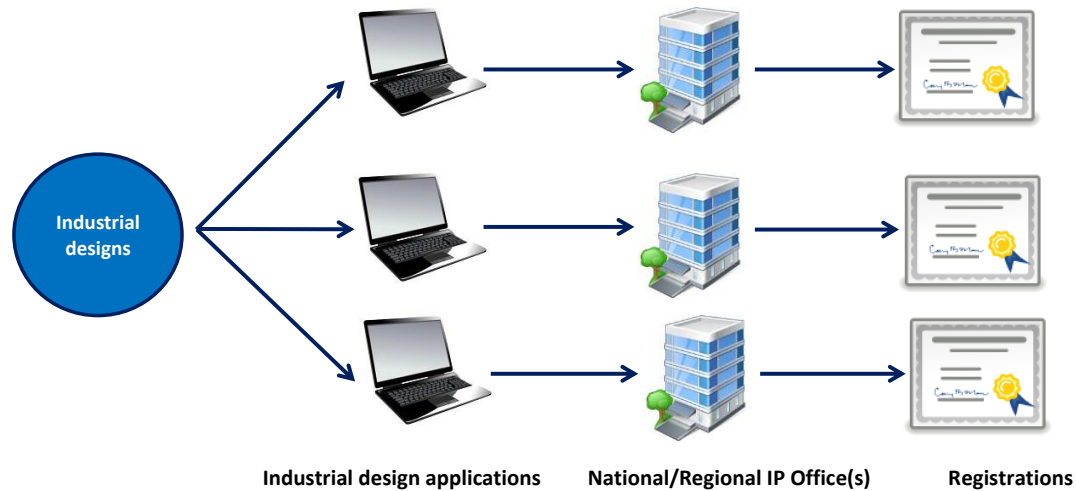 Industrial
designs
Industrial design applications
National/Regional IP Office(s)
Registrations